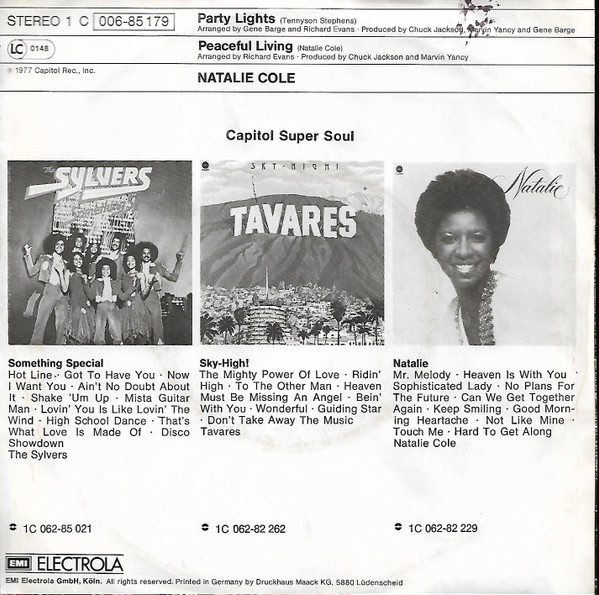 STEREO 1 C 006-85 179
Party Lights (Tennyson Stephens)
Arranged by Gene Barge and Richard Evans · Produced by Chuck Jackson, Marvin Yancy and Gene Barge
LC 0148
Peaceful Living (Natalie Cole)
Arranged by Richard Evans · Produced by Chuck Jackson and Marvin Yancy
℗ 1977 Capitol Rec., Inc.
NATALIE COLE
Capitol Super Soul
The
SYLVERS
SKY-HIGH!
TAVARES
Natalie
Something Special
Hot Line · Got To Have You · Now
I Want You · Ain't No Doubt About
It · Shake 'Um Up · Mista Guitar
Man · Lovin' You Is Like Lovin' The
Wind · High School Dance · That's
What Love Is Made Of · Disco
Showdown
The Sylvers
Sky-High!
The Mighty Power Of Love · Ridin'
High · To The Other Man · Heaven
Must Be Missing An Angel · Bein'
With You · Wonderful · Guiding Star
· Don't Take Away The Music
Tavares
Natalie
Mr. Melody · Heaven Is With You ·
Sophisticated Lady · No Plans For
The Future · Can We Get Together
Again · Keep Smiling · Good Morn-
ing Heartache · Not Like Mine ·
Touch Me · Hard To Get Along
Natalie Cole
1C 062-85 021
1C 062-82 262
1C 062-82 229
EMI ELECTROLA
EMI Electrola GmbH, Köln. All rights reserved. Printed in Germany by Druckhaus Maack KG, 5880 Lüdenscheid